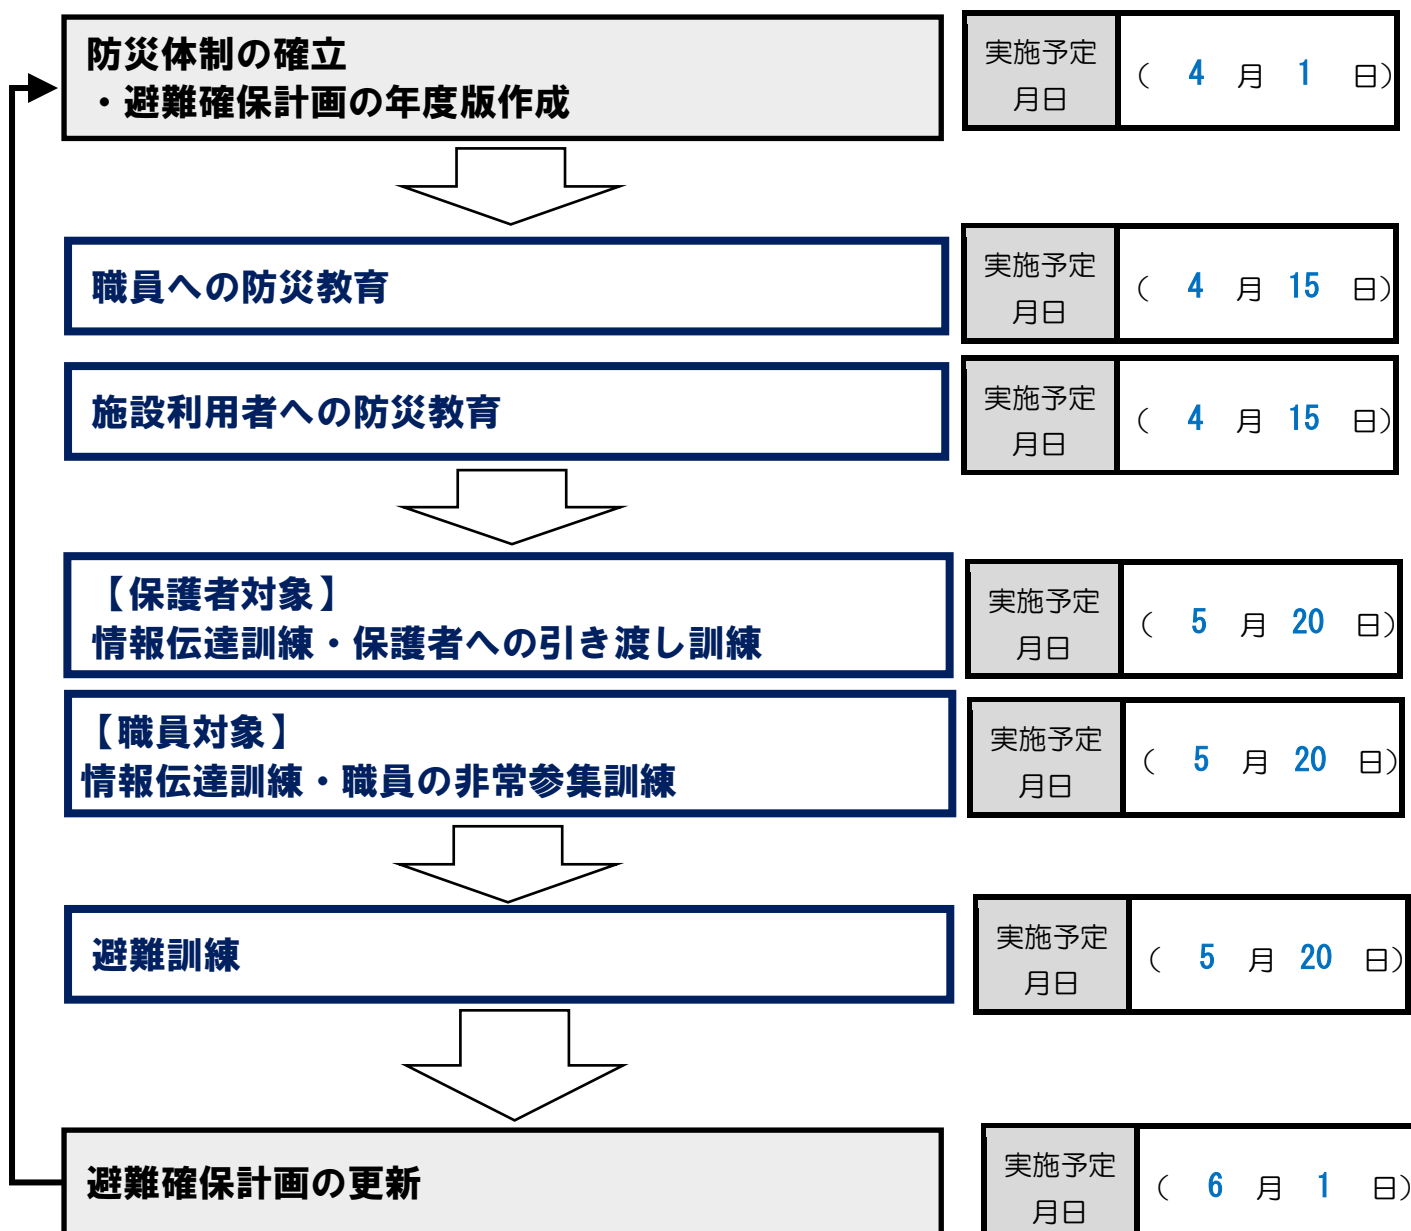 防災体制の確立
・避難確保計画の年度版作成
実施予定
月日
( 4 月 1 日)
職員への防災教育
実施予定
月日
( 4 月 15 日)
施設利用者への防災教育
実施予定
月日
( 4 月 15 日)
【保護者対象】
情報伝達訓練・保護者への引き渡し訓練
実施予定
月日
( 5 月 20 日)
【職員対象】
情報伝達訓練・職員の非常参集訓練
実施予定
月日
( 5 月 20 日)
避難訓練
実施予定
月日
( 5 月 20 日)
避難確保計画の更新
実施予定
月日
( 6 月 1 日)